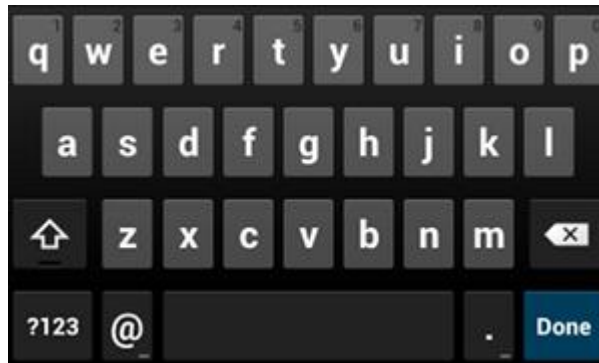 1 2 3 4 5 6 7 8 9 0
q w e r t y u i o p
a s d f g h j k l
z x c v b n m
?123 @ . Done